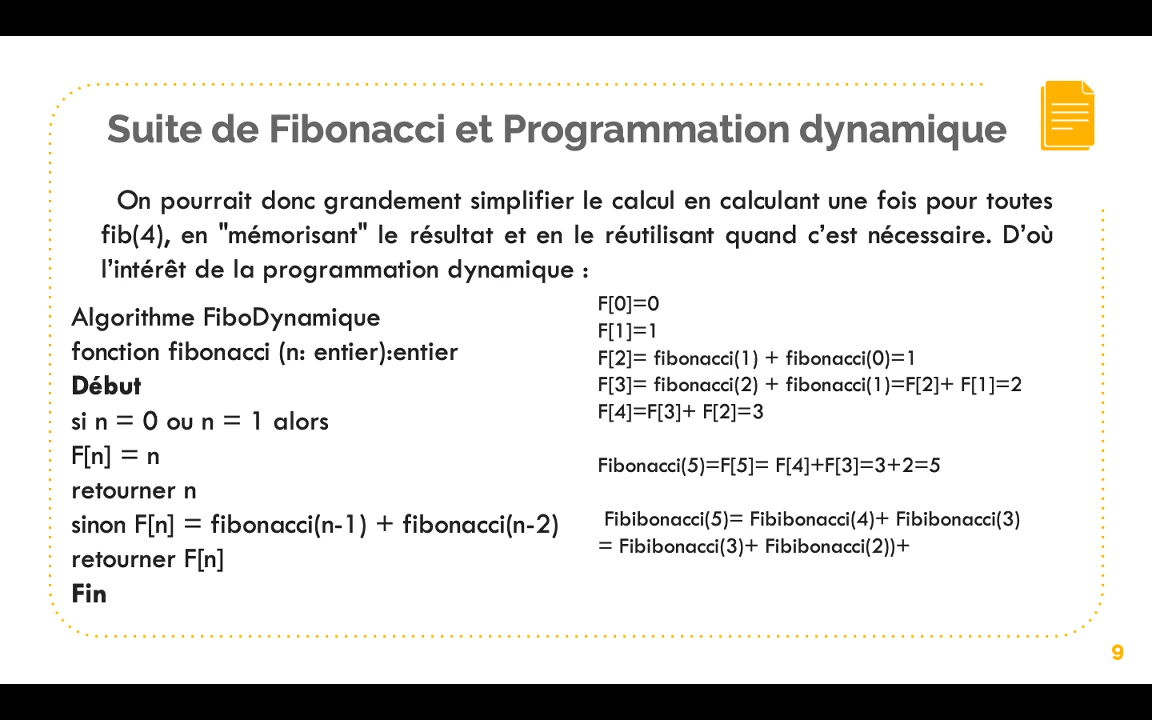 Suite de Fibonacci et Programmation dynamique
On pourrait donc grandement simplifier le calcul en calculant une fois pour toutes
fib(4), en "mémorisant" le résultat et en le réutilisant quand c’est nécessaire. D’où
l’intérêt de la programmation dynamique :
Algorithme FiboDynamique
fonction fibonacci (n: entier):entier
Début
si n = 0 ou n = 1 alors
F[n] = n
retourner n
sinon F[n] = fibonacci(n-1) + fibonacci(n-2)
retourner F[n]
Fin
F[0]=0
F[1]=1
F[2]= fibonacci(1) + fibonacci(0)=1
F[3]= fibonacci(2) + fibonacci(1)=F[2]+ F[1]=2
F[4]=F[3]+ F[2]=3
Fibonacci(5)=F[5]= F[4]+F[3]=3+2=5
Fibibonacci(5)= Fibibonacci(4)+ Fibibonacci(3)
= Fibibonacci(3)+ Fibibonacci(2))+
9